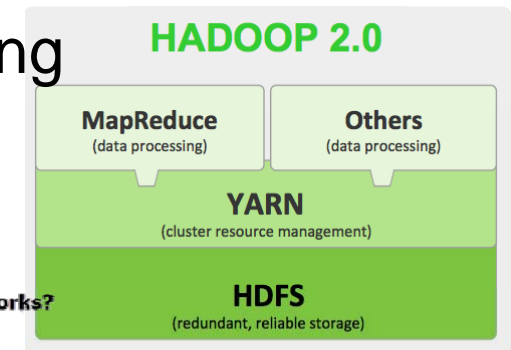 ng
HADOOP 2.0
MapReduce
(data processing)
Others
(data processing)
YARN
(cluster resource management)
HDFS
(redundant, reliable storage)
orks?